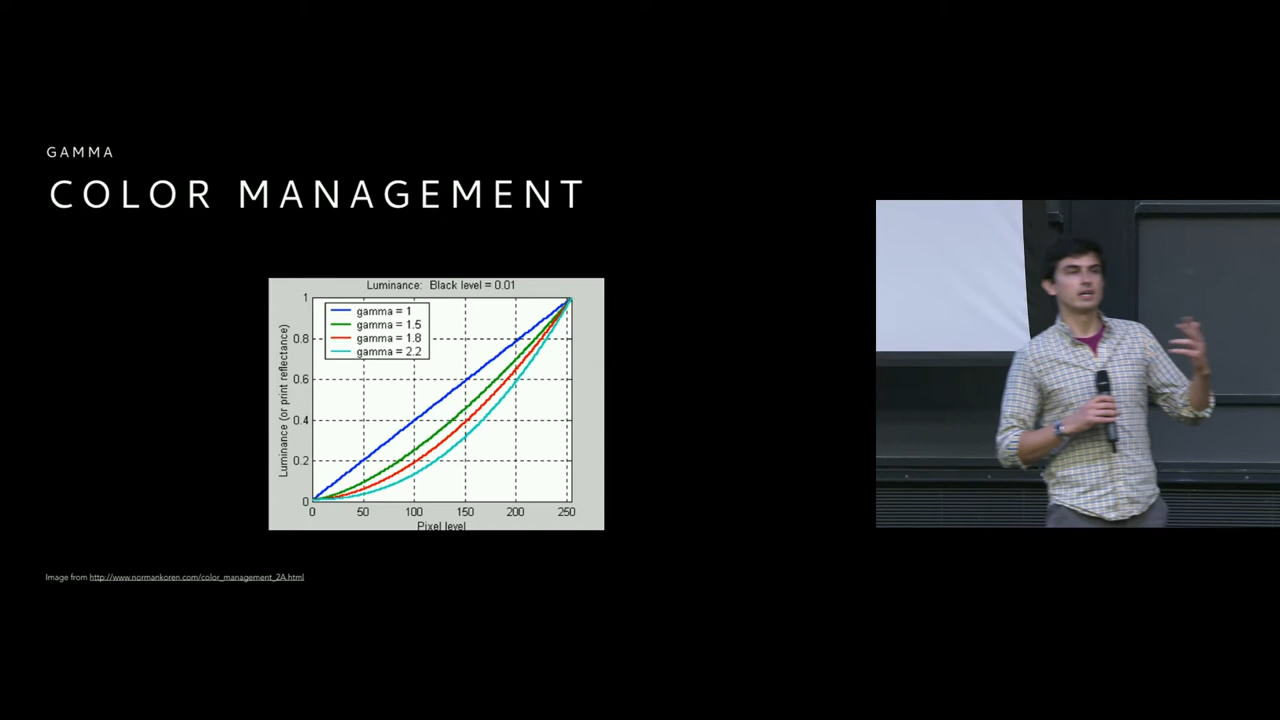 GAMMA
COLOR MANAGEMENT
Luminance: Black level = 0.01
gamma = 1
gamma = 1.5
gamma = 1.8
gamma = 2.2
Luminance (or print reflectance)
1
0.8
0.6
0.4
0.2
0
0 50 100 150 200 250
Pixel level
Image from http://www.normankoren.com/color_management_2A.html